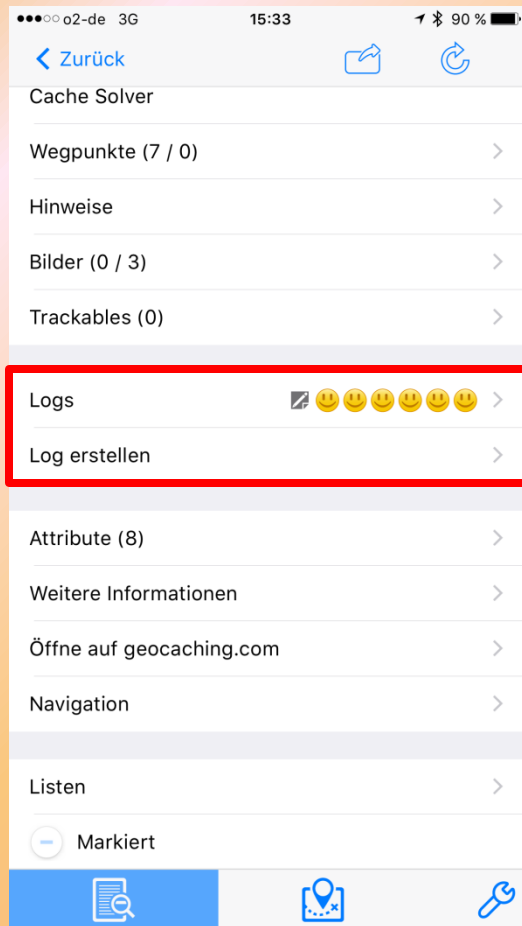 o2-de 3G 15:33 90 %
Zurück
Cache Solver
Wegpunkte (7 / 0)
Hinweise
Bilder (0 / 3)
Trackables (0)
Logs
Log erstellen
Attribute (8)
Weitere Informationen
Öffne auf geocaching.com
Navigation
Listen
Markiert